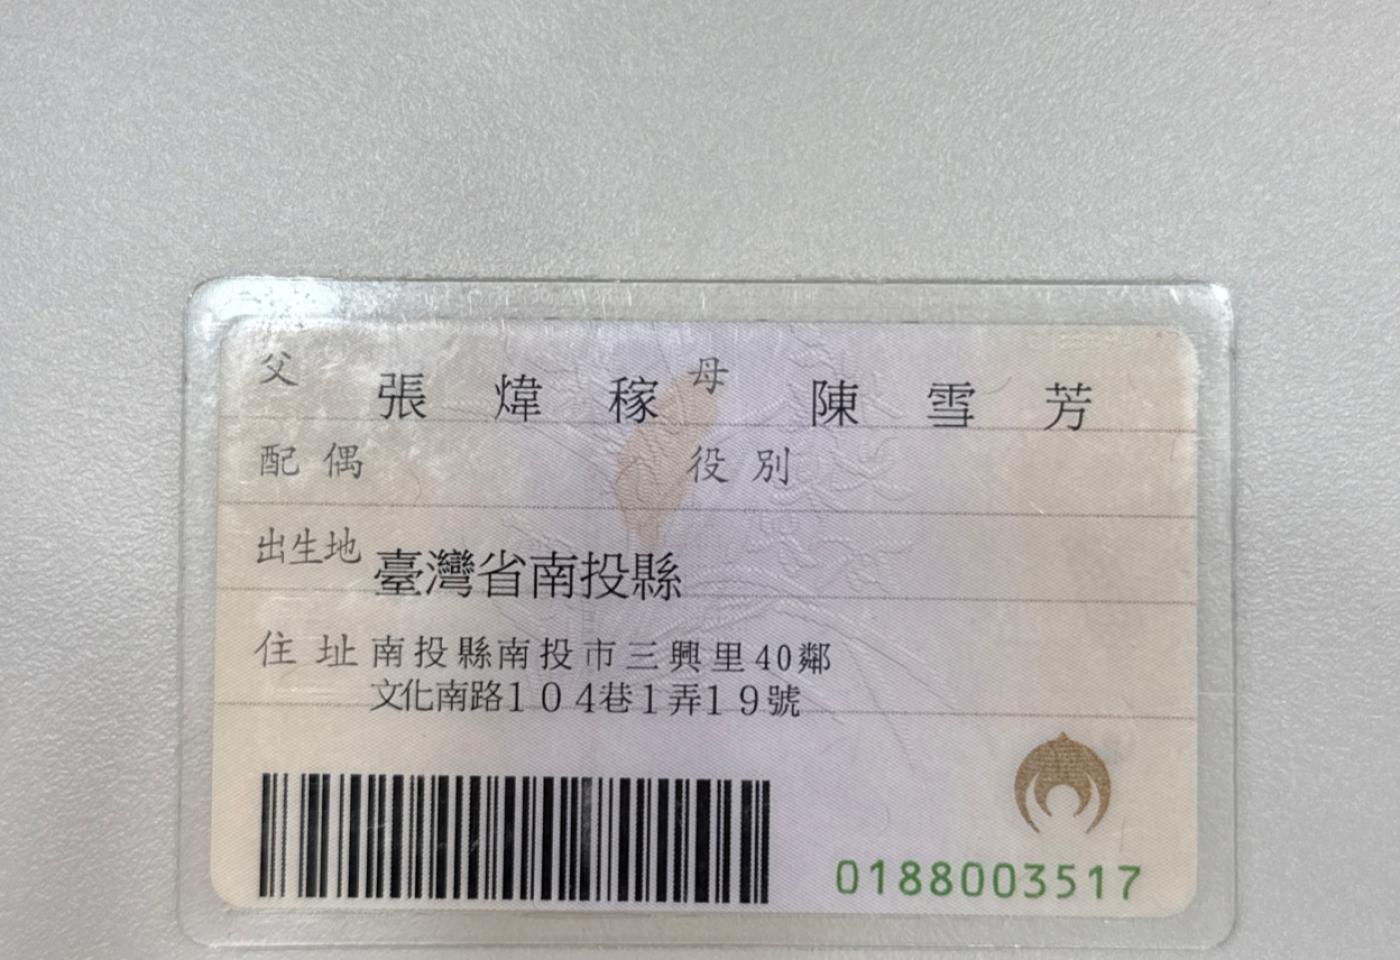 父 張煒稼 母 陳雪芳
配偶 役別
出生地 臺灣省南投縣
住址 南投縣南投市三興里40鄰
文化南路104巷1弄19號
0188003517